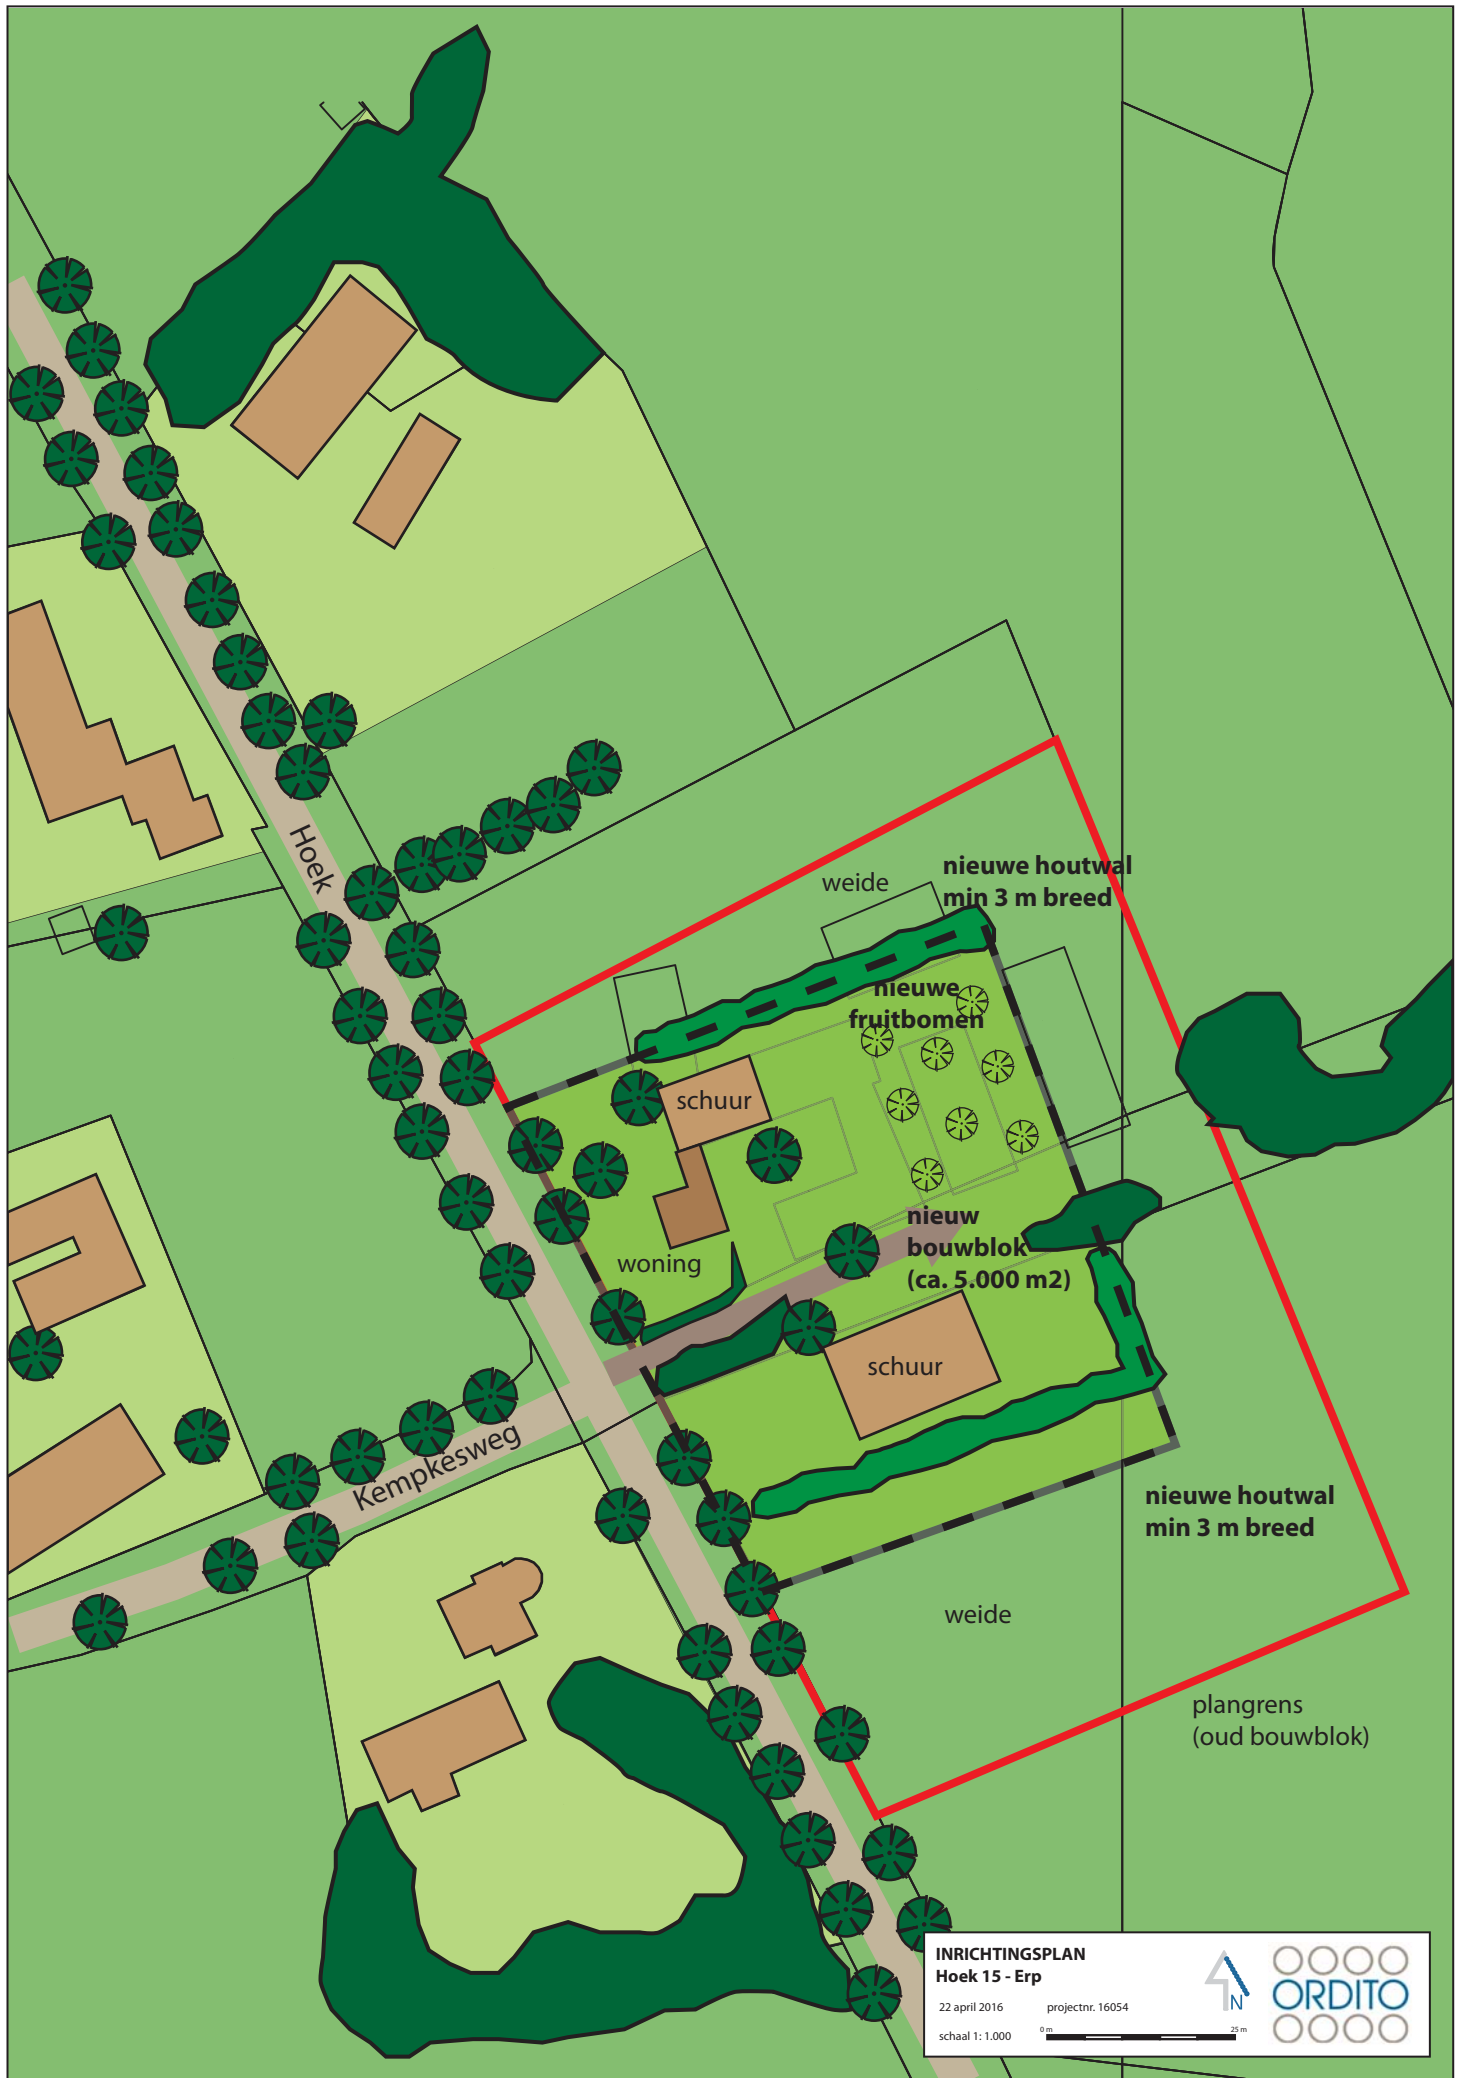 Hoek
weide
nieuwe houtwal
min 3 m breed
nieuwe
fruitbomen
schuur
nieuw
bouwblok
(ca. 5.000 m2)
woning
schuur
Kempkesweg
nieuwe houtwal
min 3 m breed
weide
plangrens
(oud bouwblok)
INRICHTINGSPLAN
Hoek 15 - Erp
22 april 2016 projectnr. 16054
schaal 1: 1.000 0 m 25 m
N
ORDITO